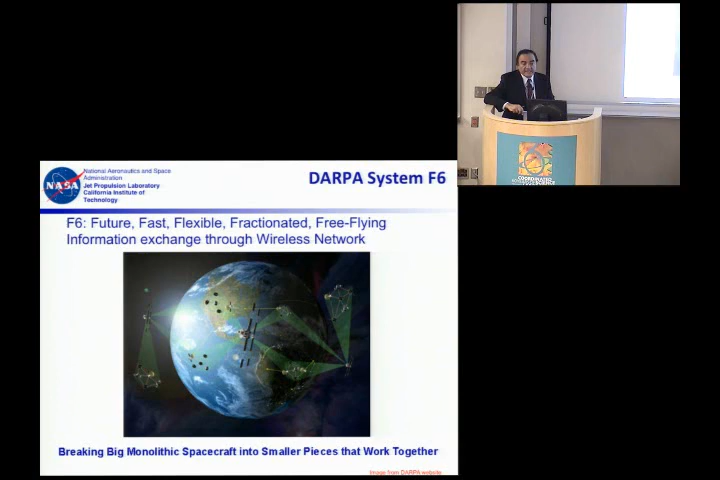 National Aeronautics and Space
Administration
Jet Propulsion Laboratory
California Institute of
Technology
NASA
DARPA System F6
F6: Future, Fast, Flexible, Fractionated, Free-Flying
Information exchange through Wireless Network
Breaking Big Monolithic Spacecraft into Smaller Pieces that Work Together
Image from DARPA website
COORDINATED